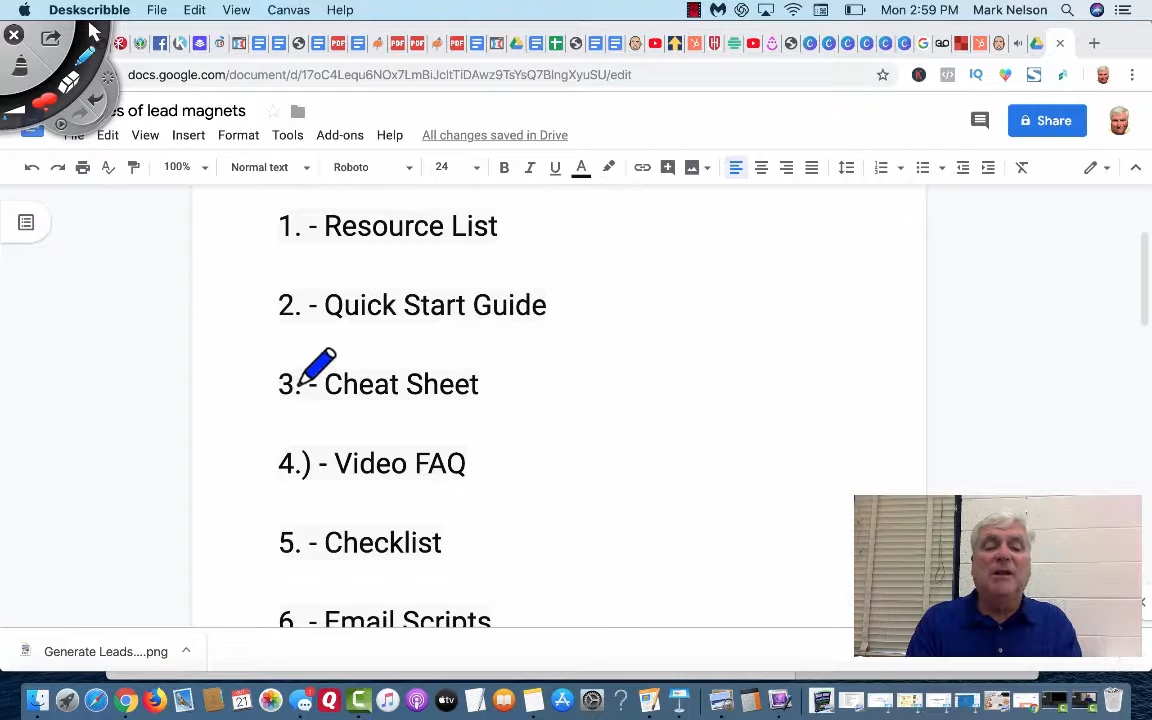 Deskscribble File Edit View Canvas Help Mon 2:59 PM Mark Nelson
docs.google.com/document/d/17oC4Lequ6NOx7LmBiJcltTiDAwz9TsYsQ7BlngXyuSU/edit
es of lead magnets
File Edit View Insert Format Tools Add-ons Help All changes saved in Drive Share
100% Normal text Roboto 24 B I U A
1. - Resource List
2. - Quick Start Guide
3. - Cheat Sheet
4.) - Video FAQ
5. - Checklist
6. - Email Scripts
Generate Leads....png